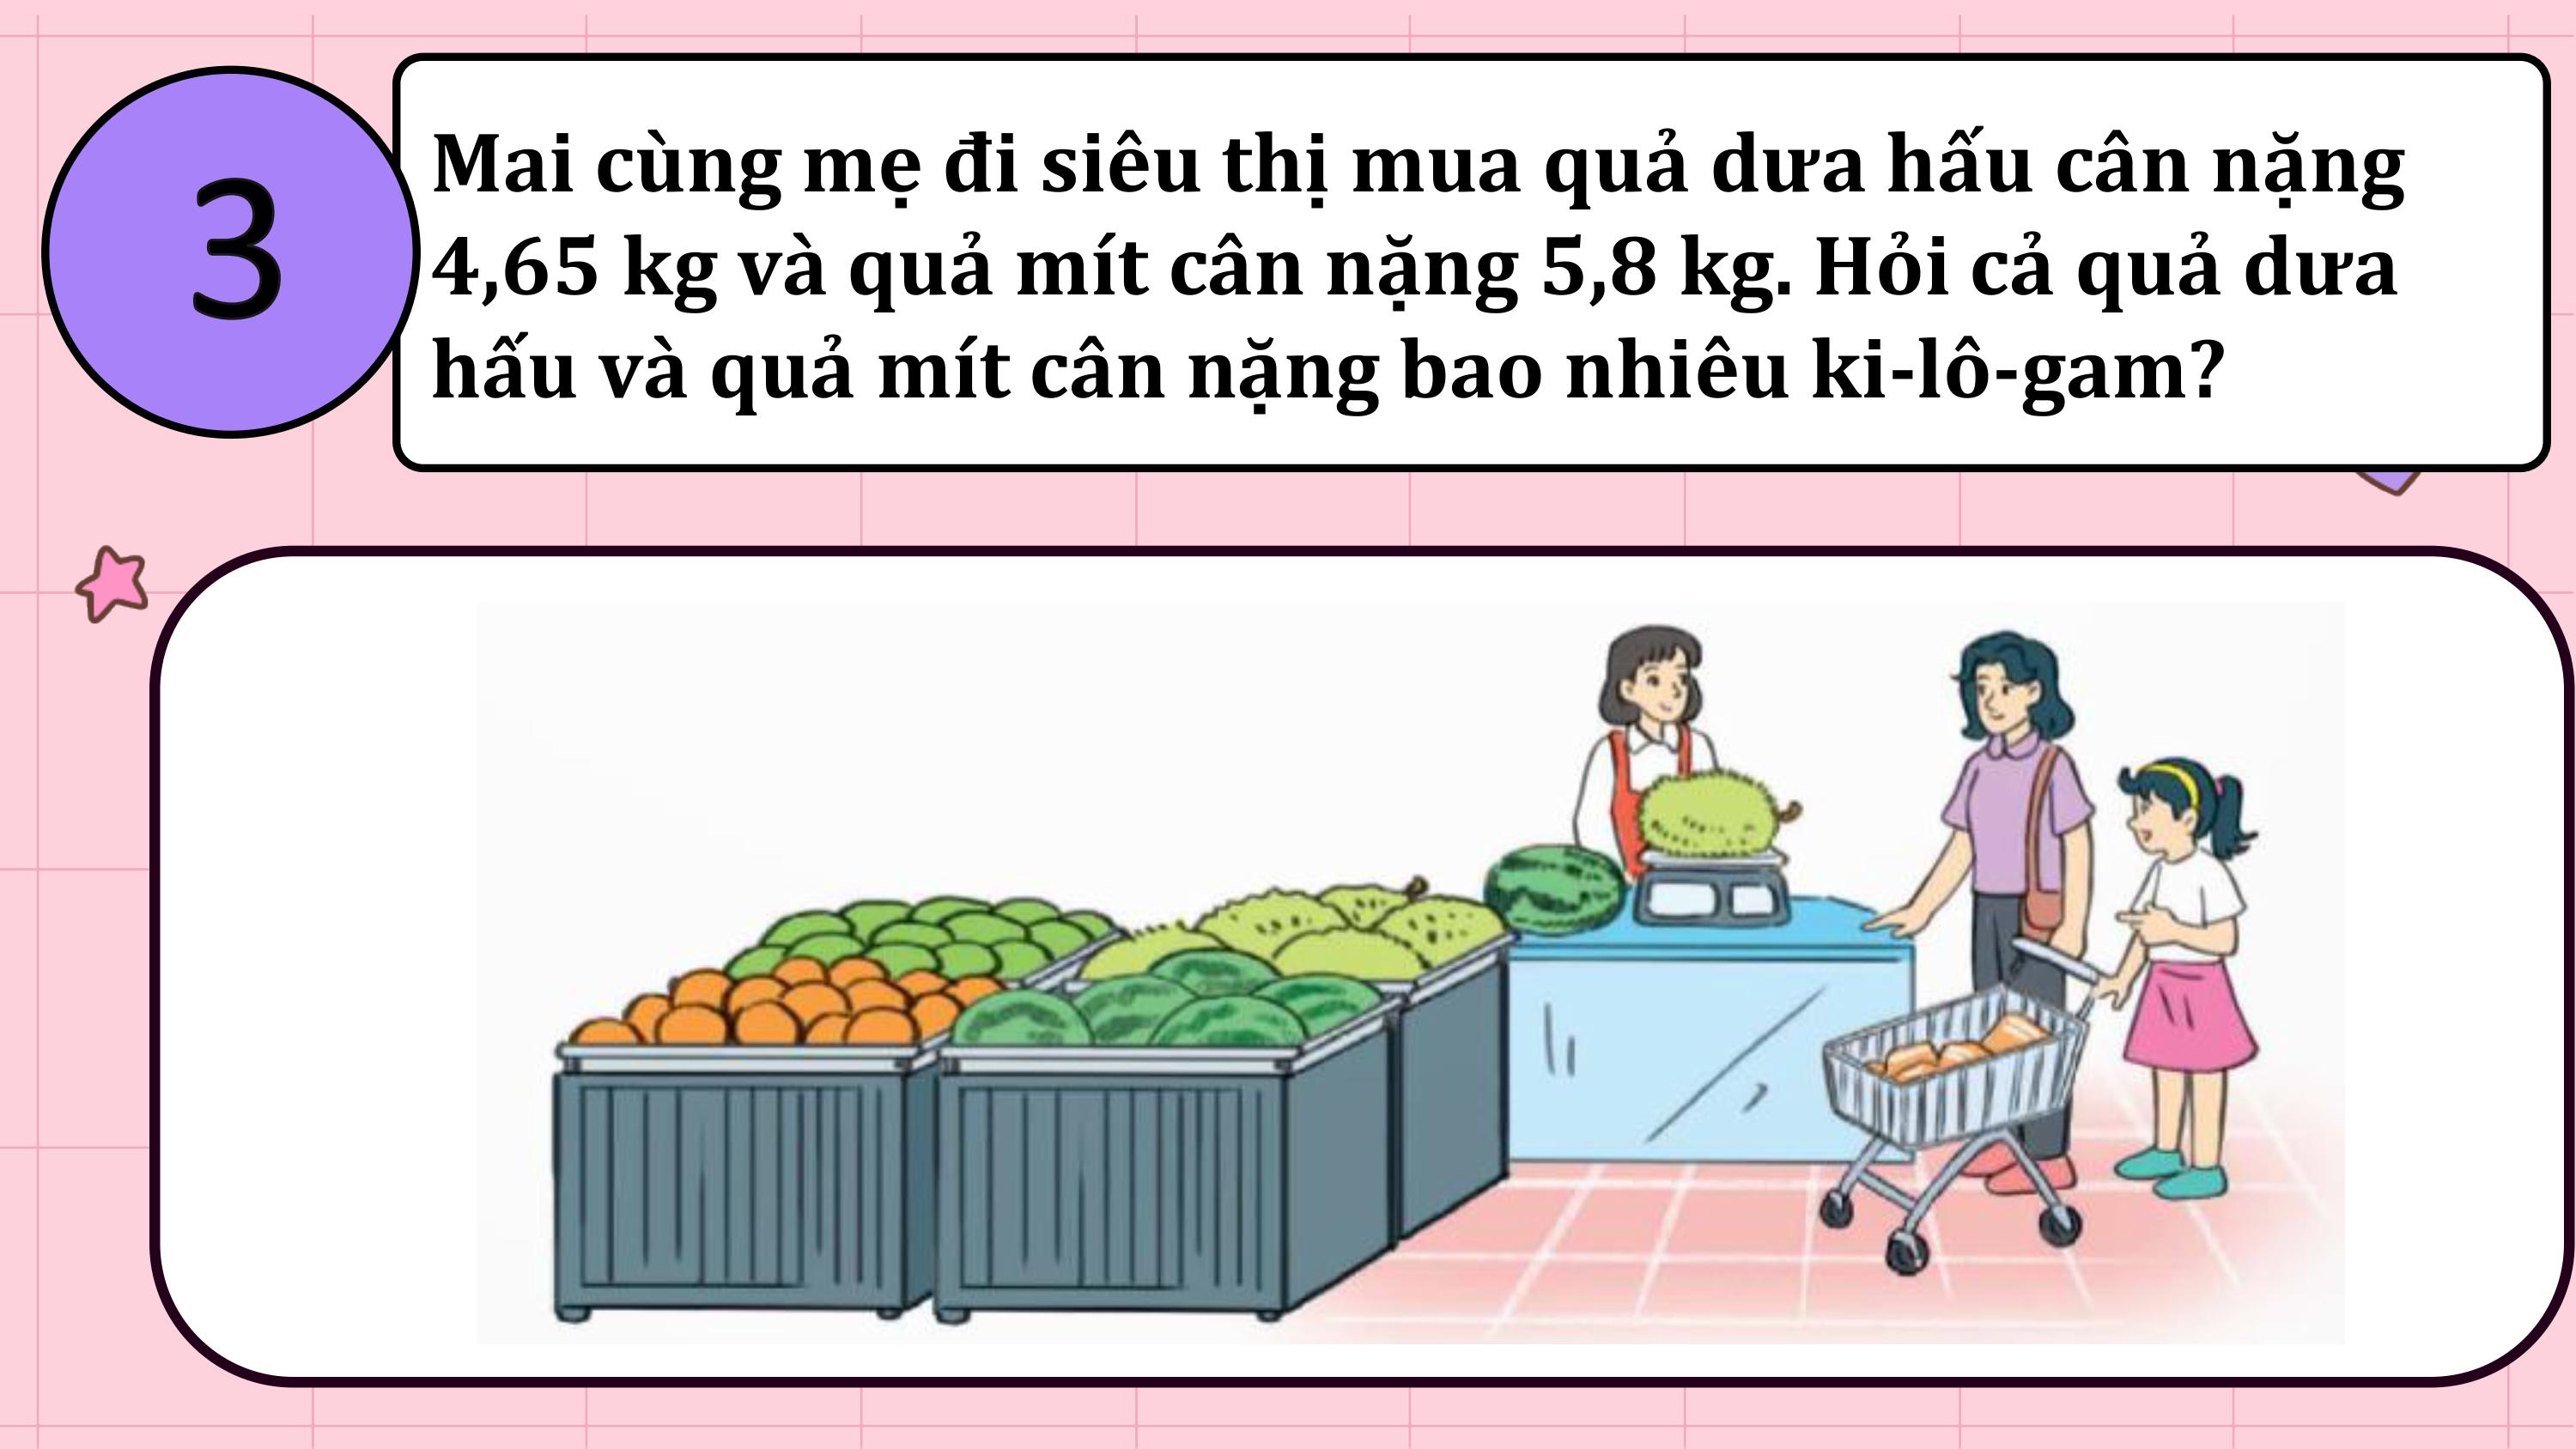 3
Mai cùng mẹ đi siêu thị mua quả dưa hấu cân nặng
4,65 kg và quả mít cân nặng 5,8 kg. Hỏi cả quả dưa
hấu và quả mít cân nặng bao nhiêu ki-lô-gam?